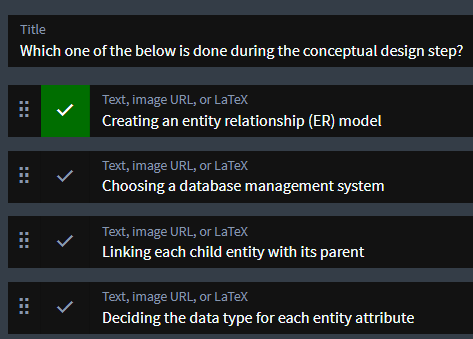 Title
Which one of the below is done during the conceptual design step?
Text, image URL, or LaTeX
Creating an entity relationship (ER) model
Text, image URL, or LaTeX
Choosing a database management system
Text, image URL, or LaTeX
Linking each child entity with its parent
Text, image URL, or LaTeX
Deciding the data type for each entity attribute